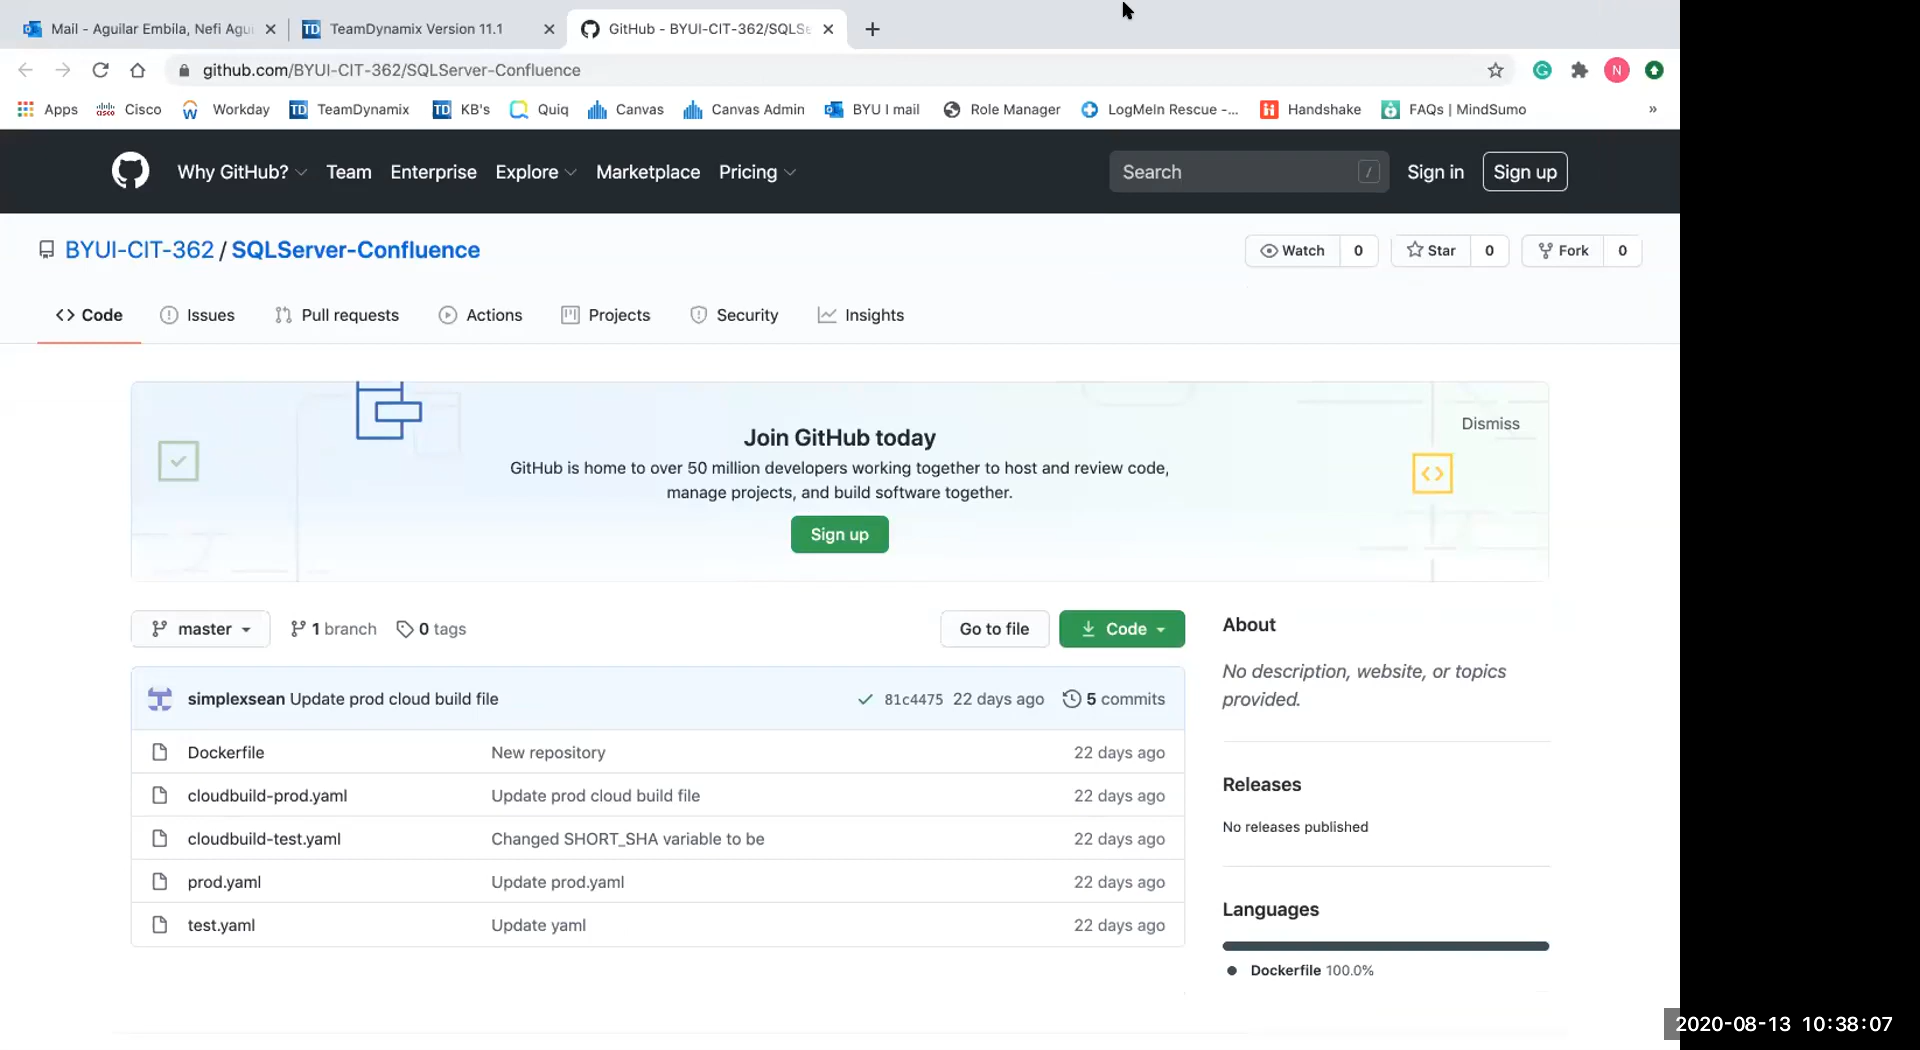 Mail - Aguilar Embila, Nefi Agu
TeamDynamix Version 11.1
GitHub - BYUI-CIT-362/SQLSe
github.com/BYUI-CIT-362/SQLServer-Confluence
N
Apps
Cisco
Workday
TeamDynamix
KB's
Quiq
Canvas
Canvas Admin
BYU I mail
Role Manager
LogMeIn Rescue -...
Handshake
FAQs | MindSumo
»
Why GitHub?
Team
Enterprise
Explore
Marketplace
Pricing
Search
/
Sign in
Sign up
BYUI-CIT-362 / SQLServer-Confluence
Watch 0
Star 0
Fork 0
Code
Issues
Pull requests
Actions
Projects
Security
Insights
Dismiss
Join GitHub today
GitHub is home to over 50 million developers working together to host and review code,
manage projects, and build software together.
Sign up
master
1 branch
0 tags
Go to file
Code
simplexsean Update prod cloud build file
81c4475 22 days ago
5 commits
Dockerfile New repository 22 days ago
cloudbuild-prod.yaml Update prod cloud build file 22 days ago
cloudbuild-test.yaml Changed SHORT_SHA variable to be 22 days ago
prod.yaml Update prod.yaml 22 days ago
test.yaml Update yaml 22 days ago
About
No description, website, or topics
provided.
Releases
No releases published
Languages
Dockerfile 100.0%
2020-08-13 10:38:07